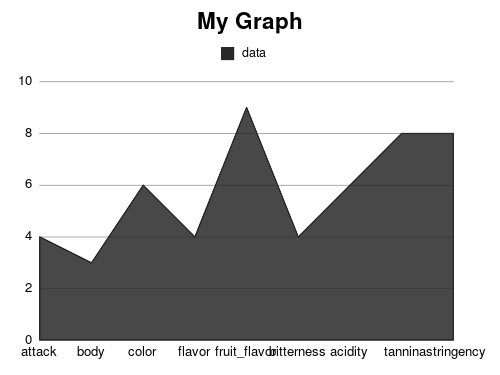 My Graph
data
10
8
6
4
2
0
attack body color flavor fruit_flavor bitterness acidity tannin astringency